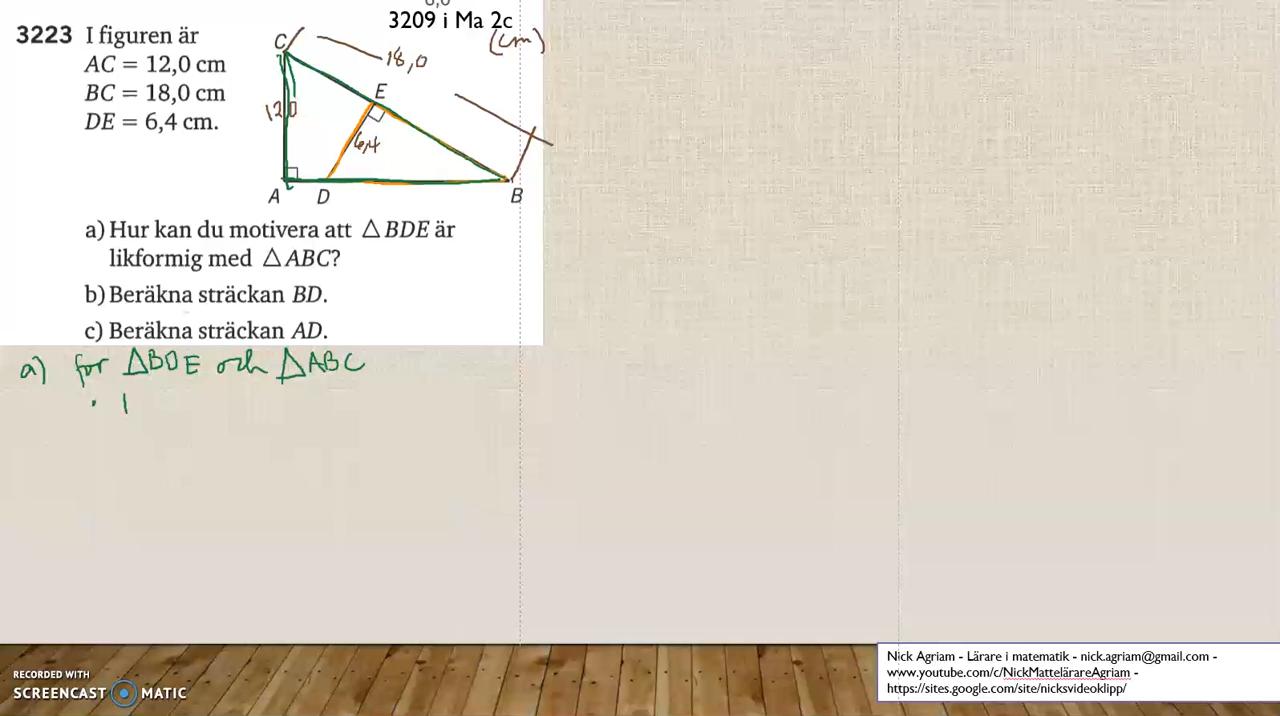 3209 i Ma 2c
3223 I figuren är
AC = 12,0 cm
BC = 18,0 cm
DE = 6,4 cm.
(cm)
C
18,0
E
12,0
6,4
A
D
B
a) Hur kan du motivera att △BDE är
likformig med △ABC?
b) Beräkna sträckan BD.
c) Beräkna sträckan AD.
a) för △BDE och △ABC
RECORDED WITH
SCREENCAST MATIC
Nick Agriam - Lärare i matematik - nick.agriam@gmail.com -
www.youtube.com/c/NickMattelärareAgriam -
https://sites.google.com/site/nicksvideoklipp/